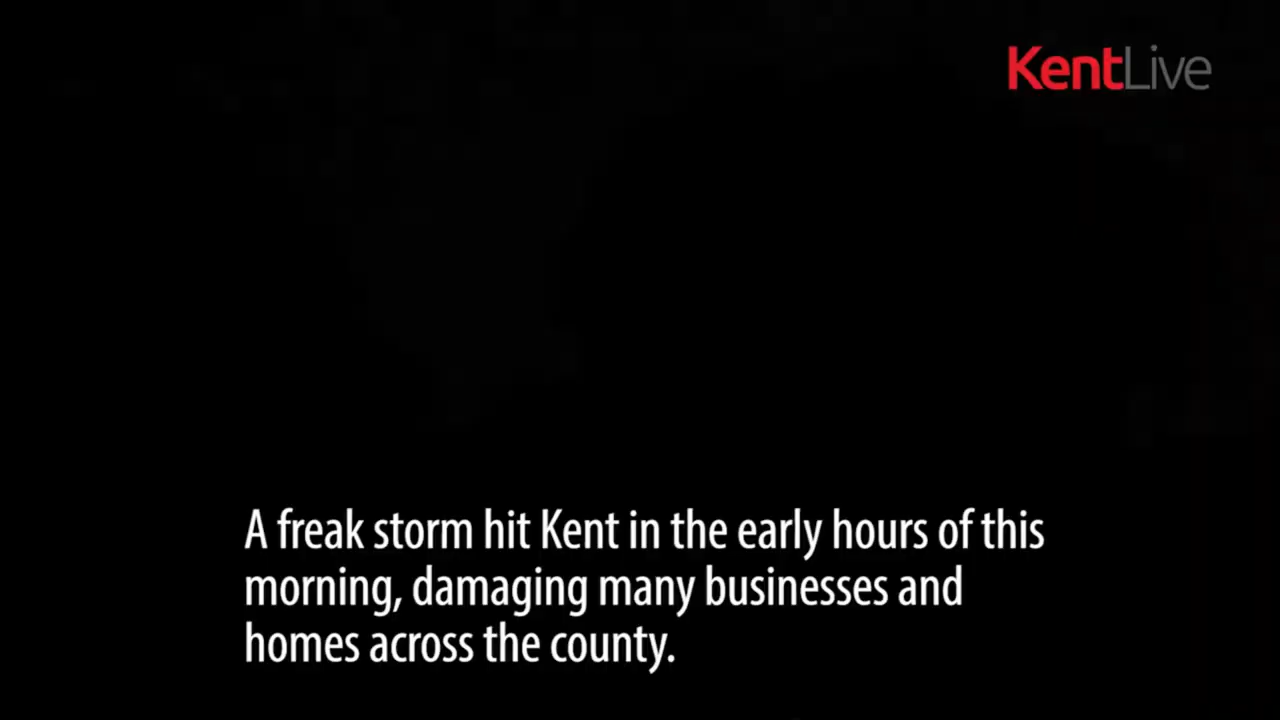 KentLive
A freak storm hit Kent in the early hours of this
morning, damaging many businesses and
homes across the county.